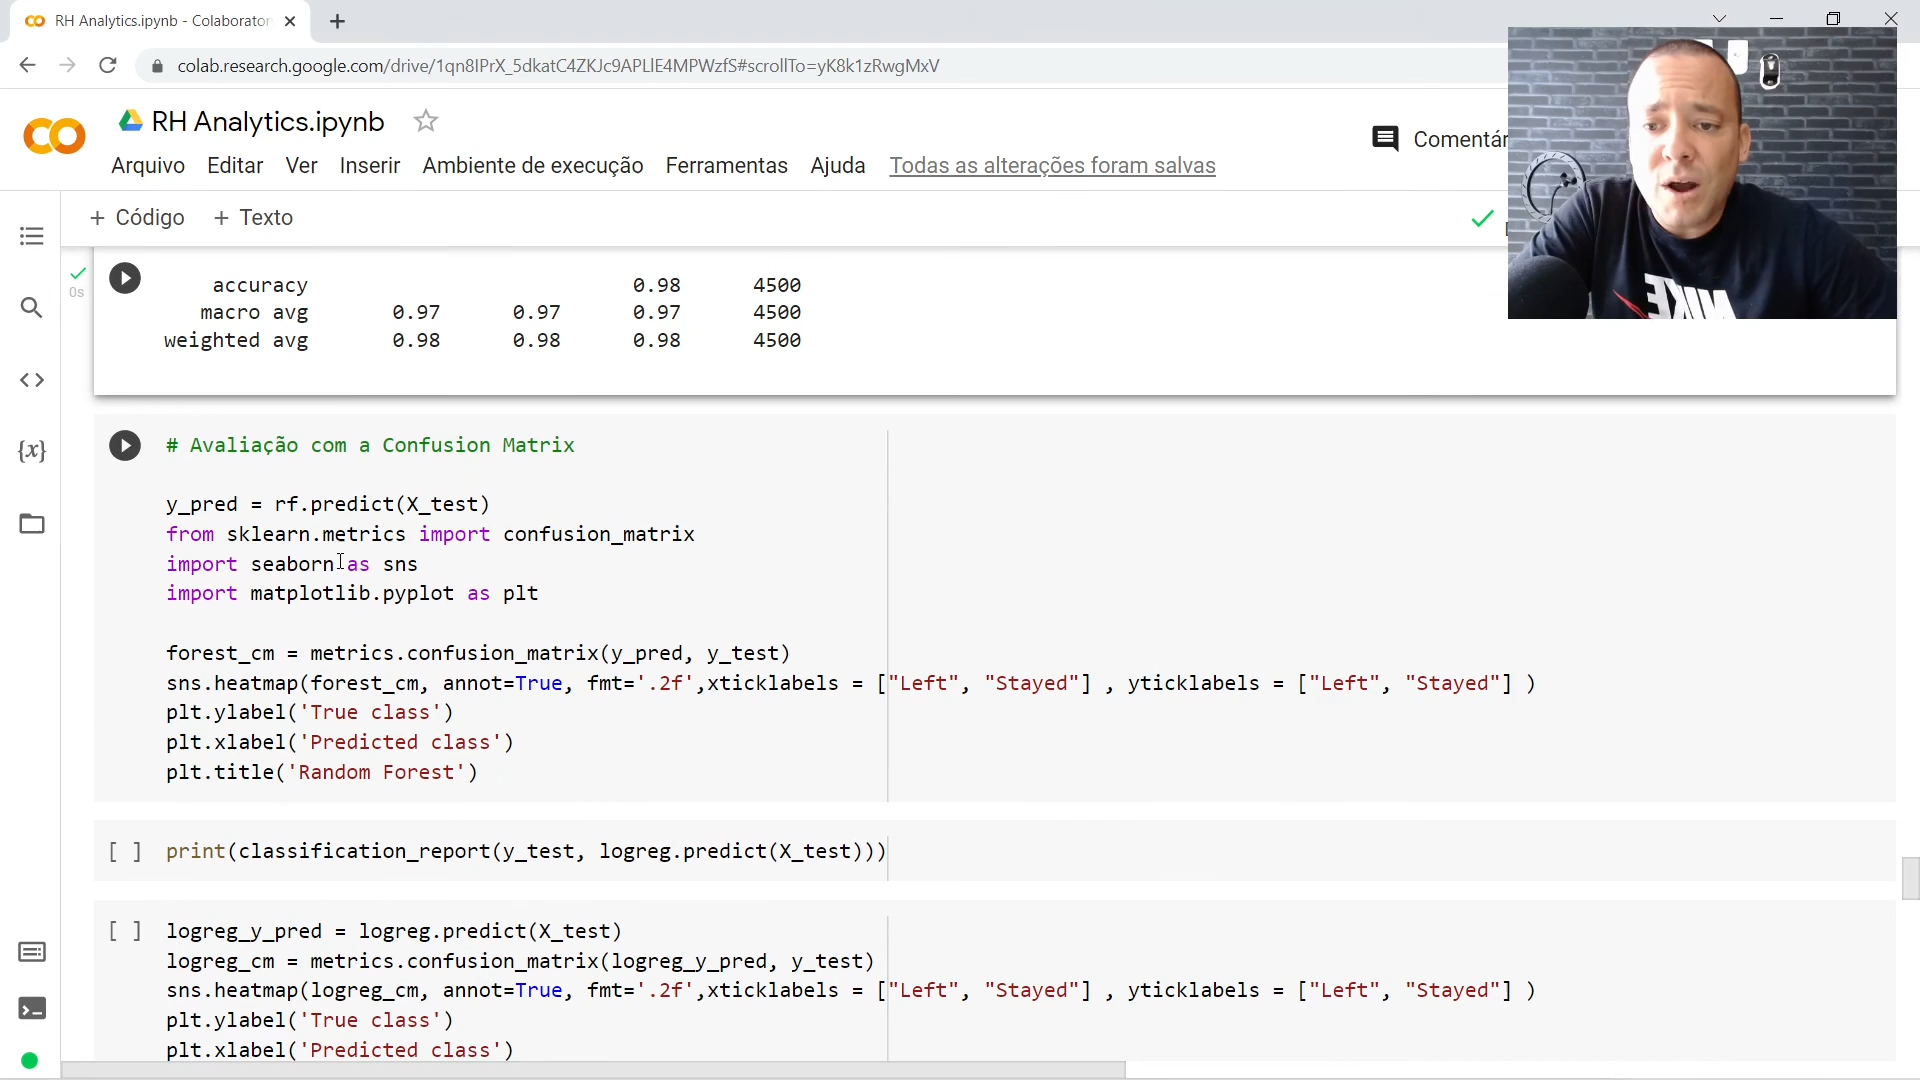 RH Analytics.ipynb - Colaborator
colab.research.google.com/drive/1qn8IPrX_5dkatC4ZKJc9APLlE4MPWzfS#scrollTo=yK8k1zRwgMxV
RH Analytics.ipynb
Comentár
Arquivo Editar Ver Inserir Ambiente de execução Ferramentas Ajuda Todas as alterações foram salvas
+ Código + Texto
0s
accuracy 0.98 4500
macro avg 0.97 0.97 0.97 4500
weighted avg 0.98 0.98 0.98 4500
# Avaliação com a Confusion Matrix
y_pred = rf.predict(X_test)
from sklearn.metrics import confusion_matrix
import seaborn as sns
import matplotlib.pyplot as plt
forest_cm = metrics.confusion_matrix(y_pred, y_test)
sns.heatmap(forest_cm, annot=True, fmt='.2f',xticklabels = ["Left", "Stayed"] , yticklabels = ["Left", "Stayed"] )
plt.ylabel('True class')
plt.xlabel('Predicted class')
plt.title('Random Forest')
[ ] print(classification_report(y_test, logreg.predict(X_test)))
[ ] logreg_y_pred = logreg.predict(X_test)
logreg_cm = metrics.confusion_matrix(logreg_y_pred, y_test)
sns.heatmap(logreg_cm, annot=True, fmt='.2f',xticklabels = ["Left", "Stayed"] , yticklabels = ["Left", "Stayed"] )
plt.ylabel('True class')
plt.xlabel('Predicted class')
{x}
NIKE